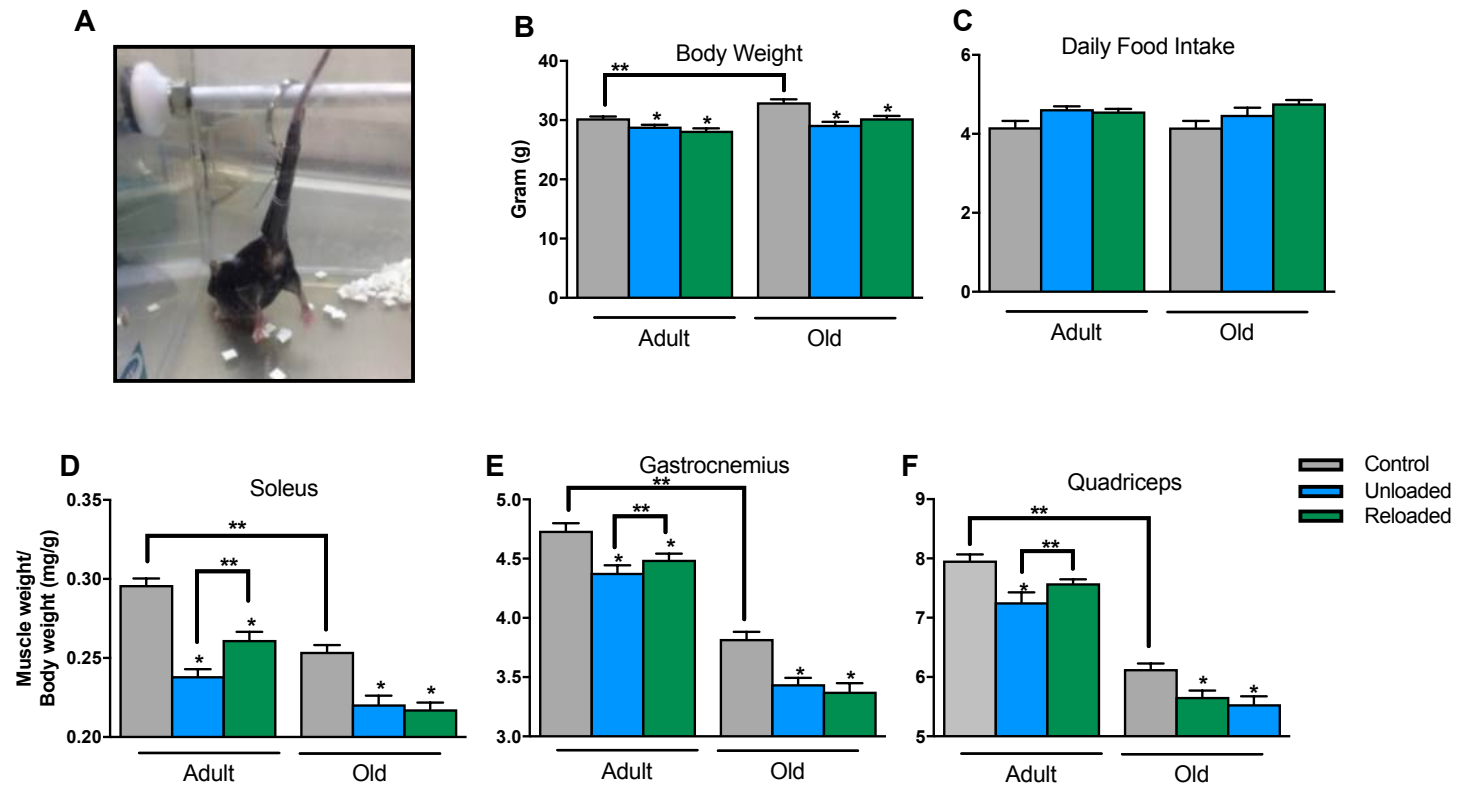 A
B
Body Weight
Gram (g)
40
30
20
10
0
**
* *
* *
Adult Old
C
Daily Food Intake
6
4
2
0
Adult Old
D
Soleus
Muscle weight/
Body weight (mg/g)
0.35
0.30
0.25
0.20
**
**
* *
* *
Adult Old
E
Gastrocnemius
5.0
4.5
4.0
3.5
3.0
**
**
* *
* *
Adult Old
F
Quadriceps
9
8
7
6
5
**
**
*
* *
Adult Old
Control
Unloaded
Reloaded